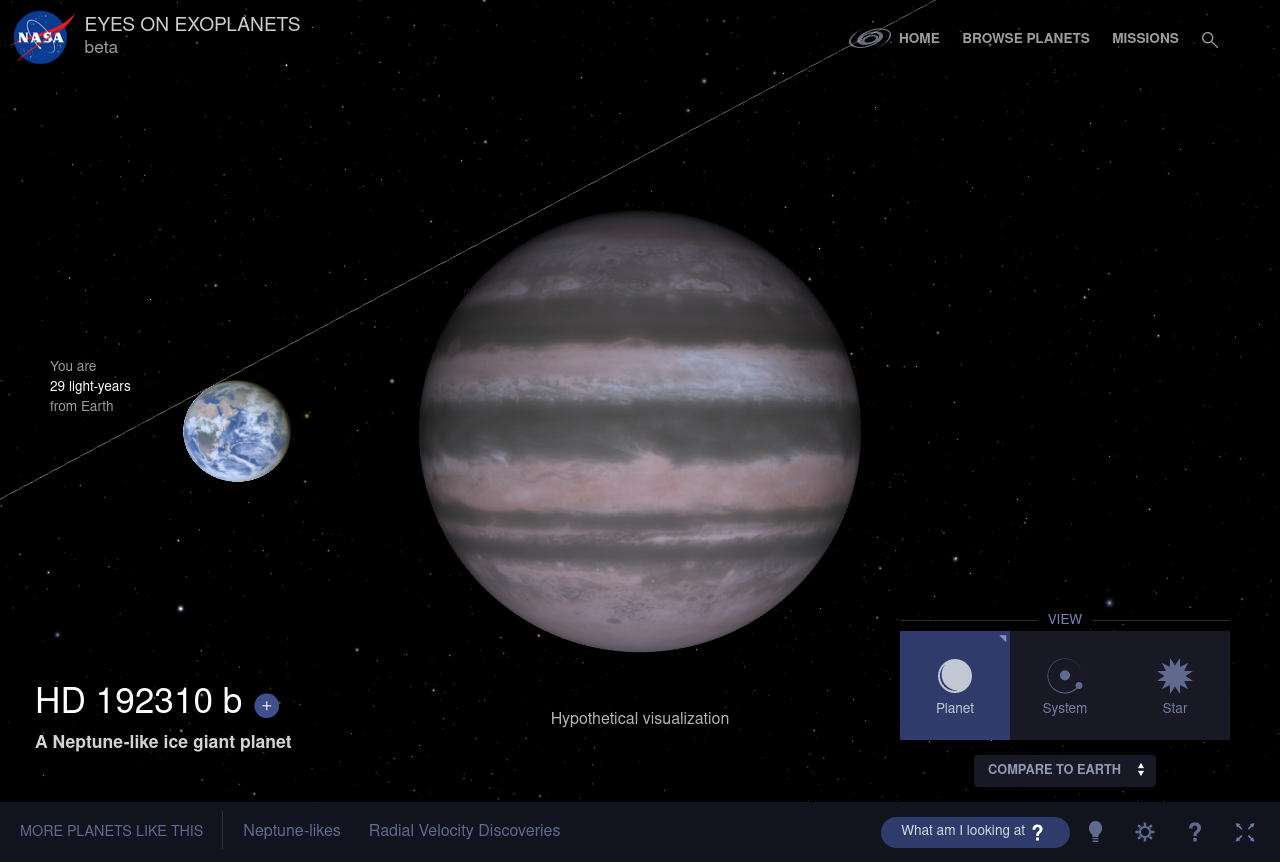 NASA
EYES ON EXOPLANETS
beta
HOME
BROWSE PLANETS
MISSIONS
You are
29 light-years
from Earth
HD 192310 b +
A Neptune-like ice giant planet
Hypothetical visualization
VIEW
Planet
System
Star
COMPARE TO EARTH
MORE PLANETS LIKE THIS
Neptune-likes
Radial Velocity Discoveries
What am I looking at ?
?